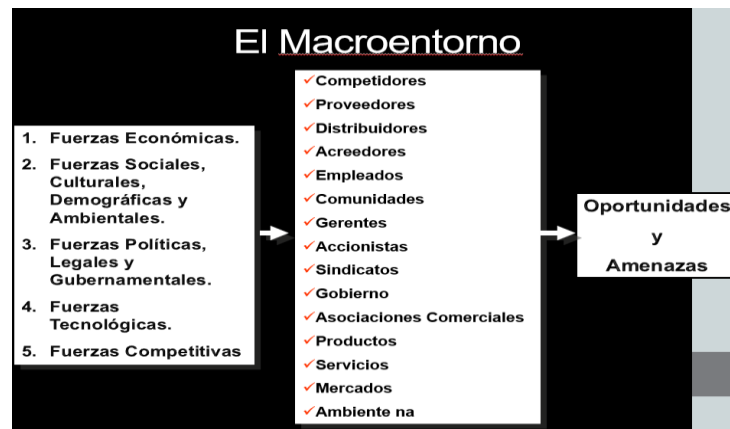 El Macroentorno
1. Fuerzas Económicas.
2. Fuerzas Sociales,
Culturales,
Demográficas y
Ambientales.
3. Fuerzas Políticas,
Legales y
Gubernamentales.
4. Fuerzas
Tecnológicas.
5. Fuerzas Competitivas
✓Competidores
✓Proveedores
✓Distribuidores
✓Acreedores
✓Empleados
✓Comunidades
✓Gerentes
✓Accionistas
✓Sindicatos
✓Gobierno
✓Asociaciones Comerciales
✓Productos
✓Servicios
✓Mercados
✓Ambiente na
Oportunidades
y
Amenazas